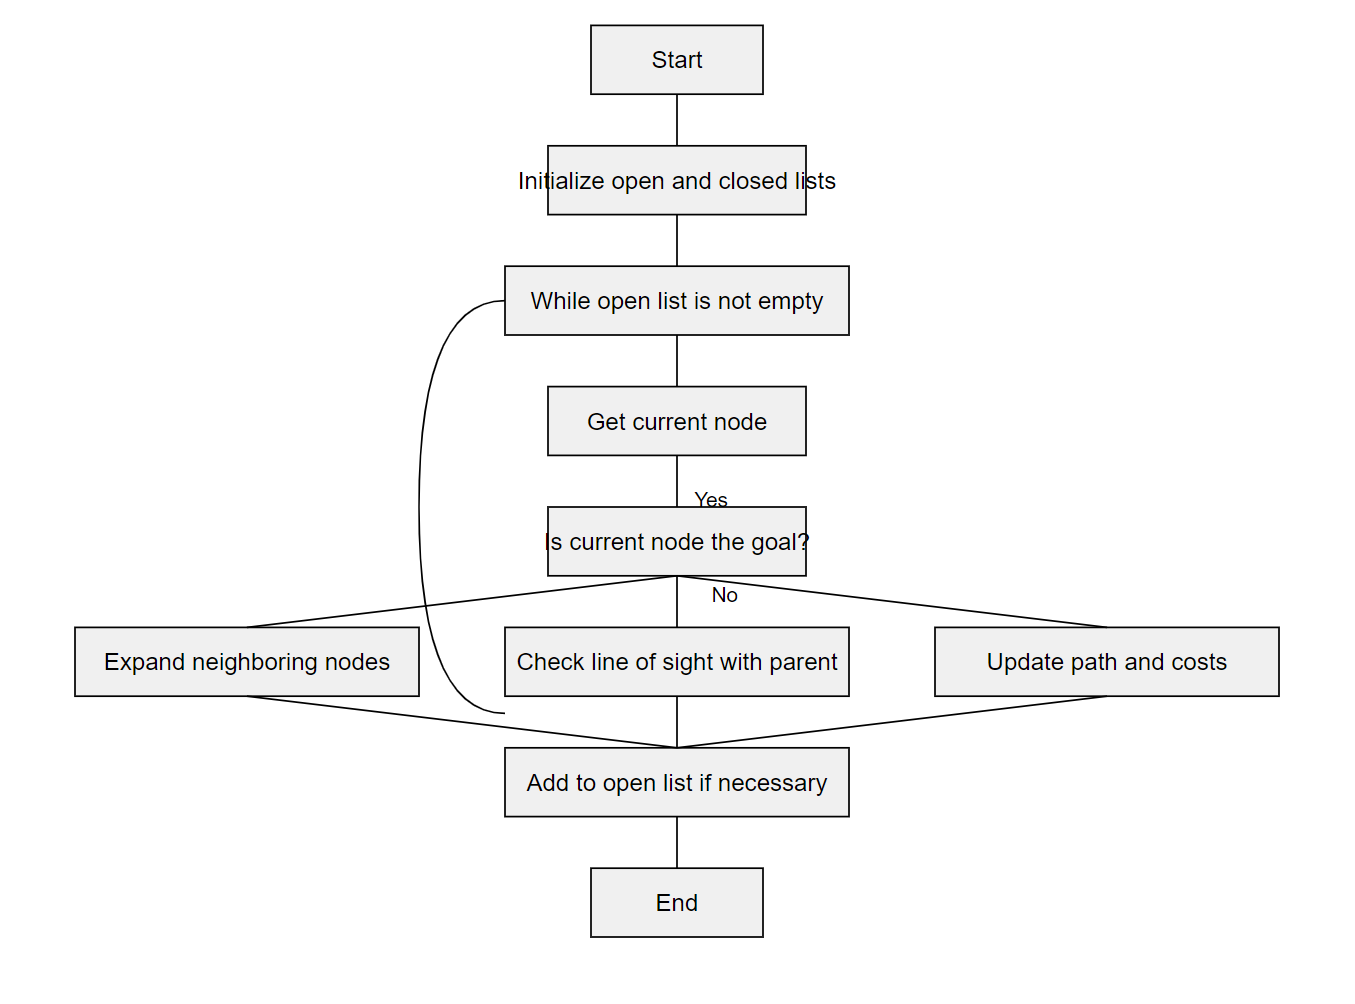 Start
Initialize open and closed lists
While open list is not empty
Get current node
Yes
Is current node the goal?
No
Expand neighboring nodes
Check line of sight with parent
Update path and costs
Add to open list if necessary
End